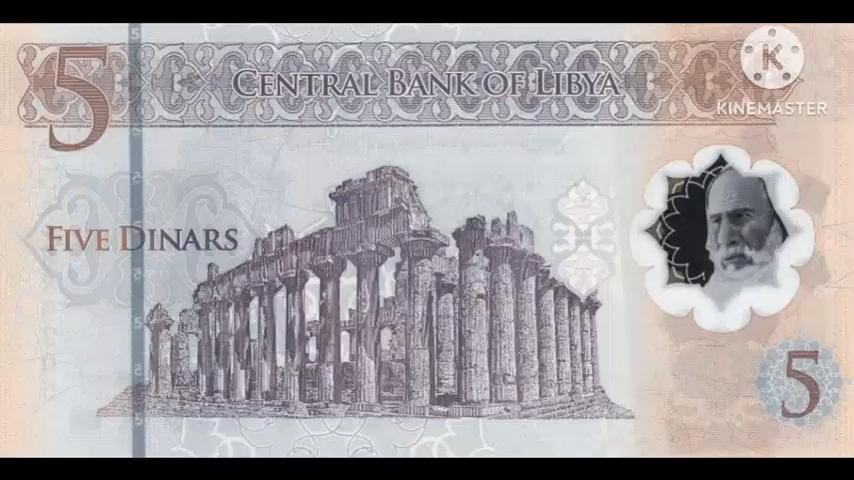 5
CENTRAL BANK OF LIBYA
K
KINEMASTER
FIVE DINARS
5